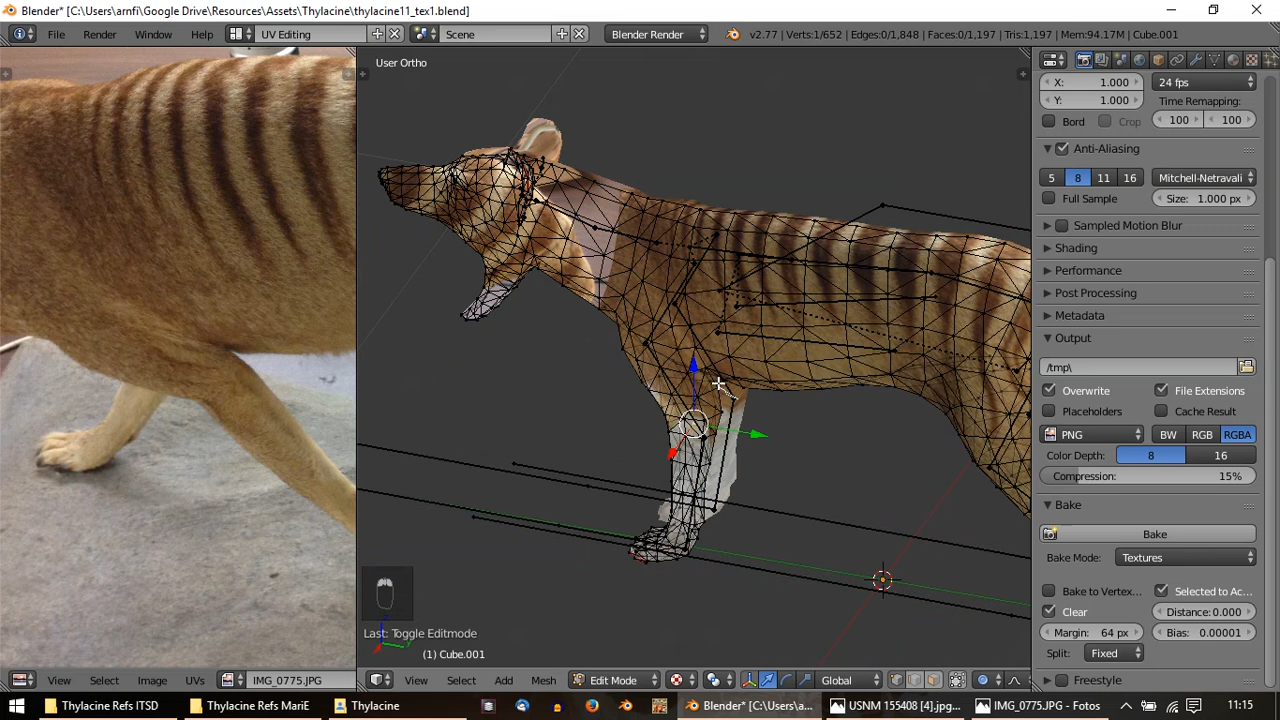 Blender* [C:\Users\arnfi\Google Drive\Resources\Assets\Thylacine\thylacine11_tex1.blend]
File Render Window Help UV Editing Scene Blender Render v2.77 | Verts:1/652 | Edges:0/1,848 | Faces:0/1,197 | Tris:1,197 | Mem:94.17M | Cube.001
User Ortho
X: 1.000 24 fps
Y: 1.000 Time Remapping:
Bord Crop 100 100
Anti-Aliasing
5 8 11 16 Mitchell-Netravali
Full Sample Size: 1.000 px
Sampled Motion Blur
Shading
Performance
Post Processing
Metadata
Output
/tmp\
Overwrite File Extensions
Placeholders Cache Result
PNG BW RGB RGBA
Color Depth: 8 16
Compression: 15%
Bake
Bake
Bake Mode: Textures
Bake to Vertex... Selected to Ac...
Clear Distance:0.000
Margin: 64 px Bias: 0.00001
Split: Fixed
Freestyle
Last: Toggle Editmode
(1) Cube.001
View Select Image UVs IMG_0775.JPG View Select Add Mesh Edit Mode Global
Thylacine Refs ITSD Thylacine Refs MariE Thylacine Blender* [C:\Users\a... USNM 155408 [4].jpg... IMG_0775.JPG - Fotos 11:15